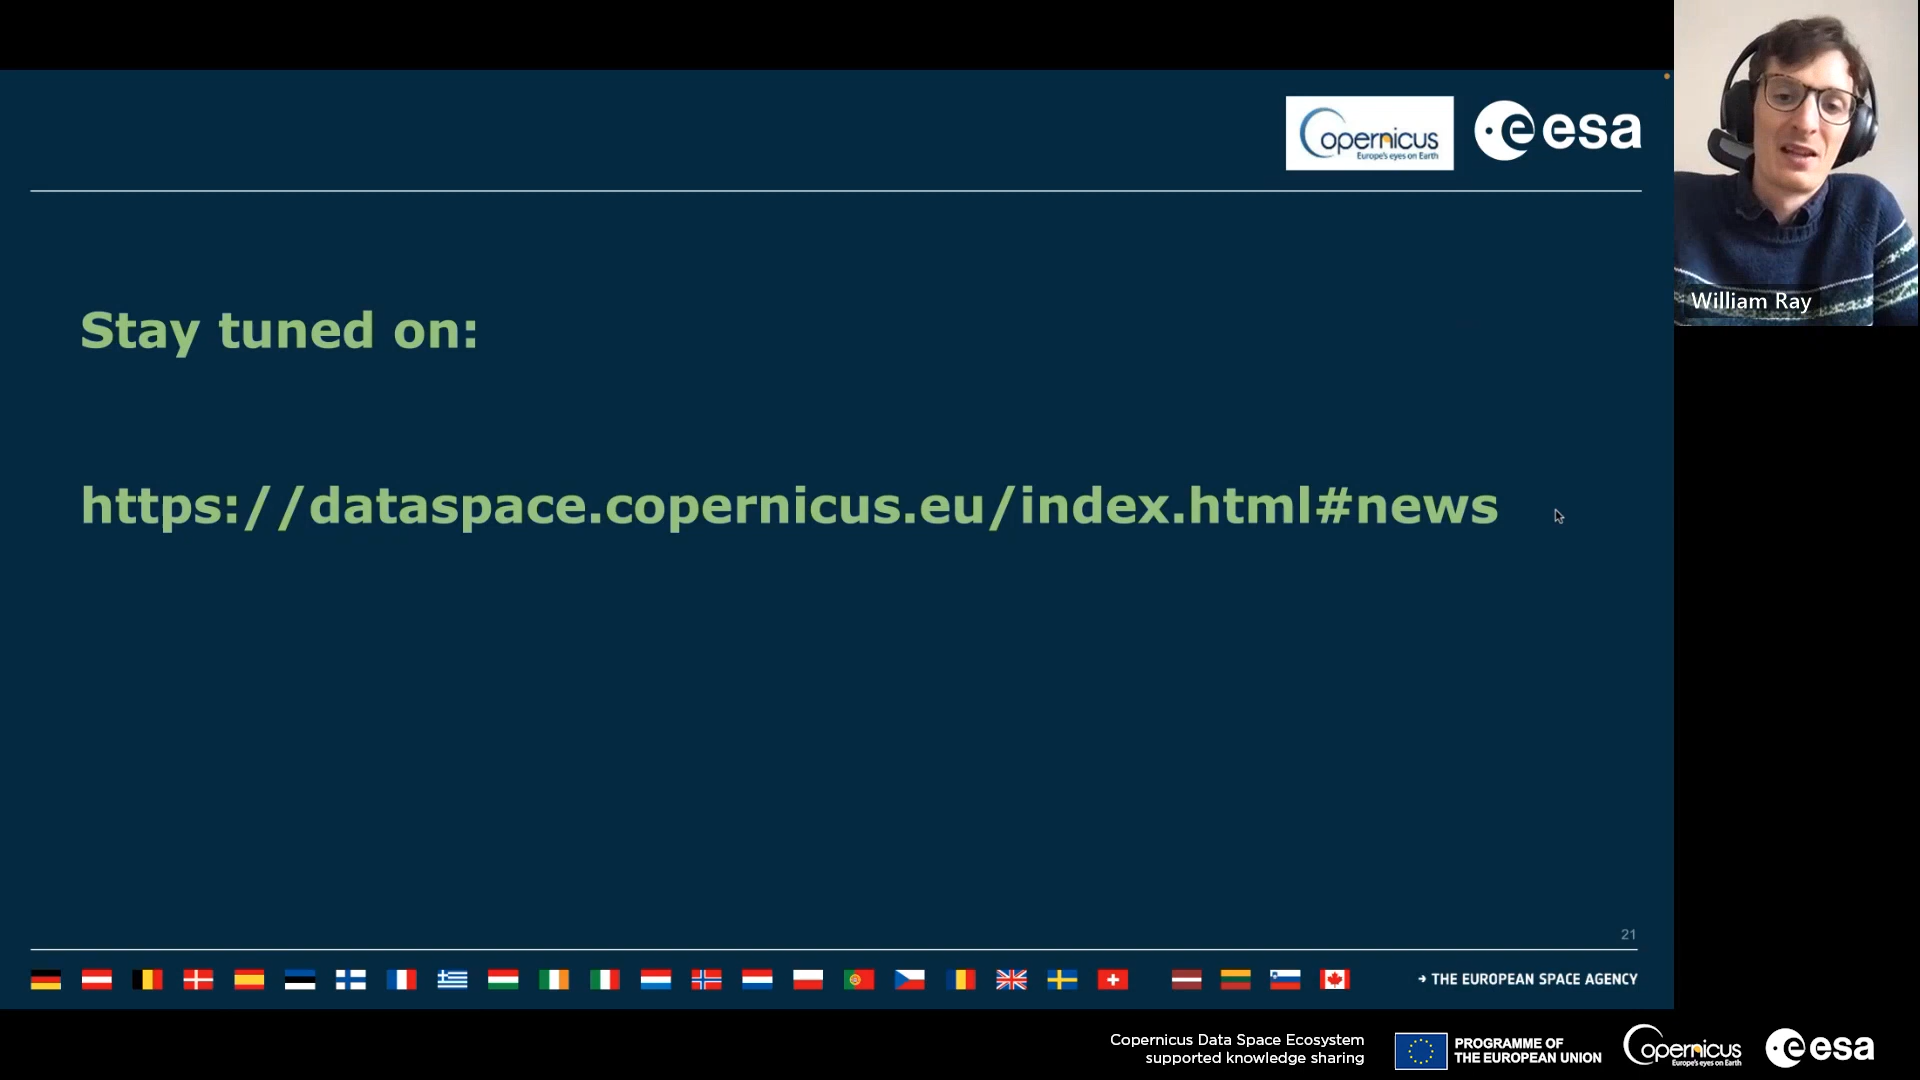 Copernicus
Europe's eyes on Earth
esa
William Ray
Stay tuned on:
https://dataspace.copernicus.eu/index.html#news
21
→ THE EUROPEAN SPACE AGENCY
Copernicus Data Space Ecosystem
supported knowledge sharing
PROGRAMME OF
THE EUROPEAN UNION
Copernicus
Europe's eyes on Earth
esa